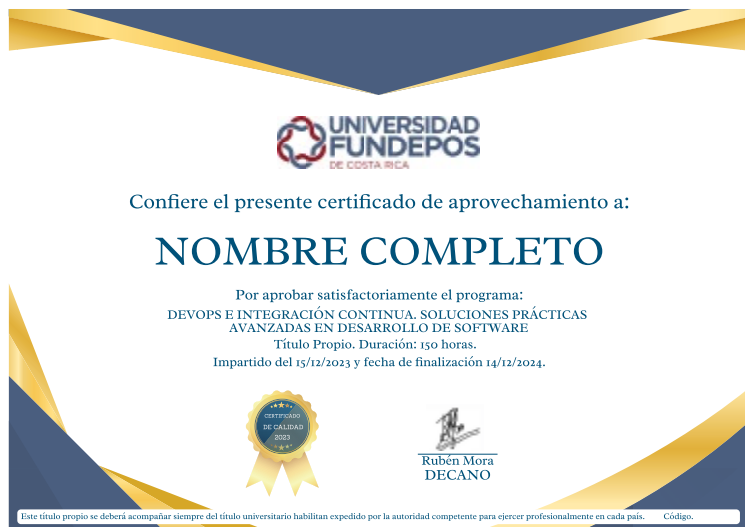 UNIVERSIDAD
FUNDEPOS
DE COSTA RICA
Confiere el presente certificado de aprovechamiento a:
NOMBRE COMPLETO
Por aprobar satisfactoriamente el programa:
DEVOPS E INTEGRACIÓN CONTINUA. SOLUCIONES PRÁCTICAS
AVANZADAS EN DESARROLLO DE SOFTWARE
Título Propio. Duración: 150 horas.
Impartido del 15/12/2023 y fecha de finalización 14/12/2024.
CERTIFICADO
DE CALIDAD
2023
Rubén Mora
DECANO
Este título propio se deberá acompañar siempre del título universitario habilitan expedido por la autoridad competente para ejercer profesionalmente en cada país. Código.